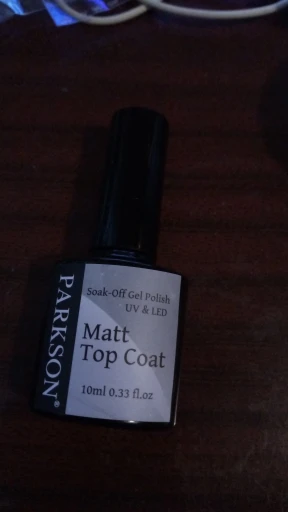 PARKSON®
Soak-Off Gel Polish
UV & LED
Matt
Top Coat
10ml 0.33 fl.oz